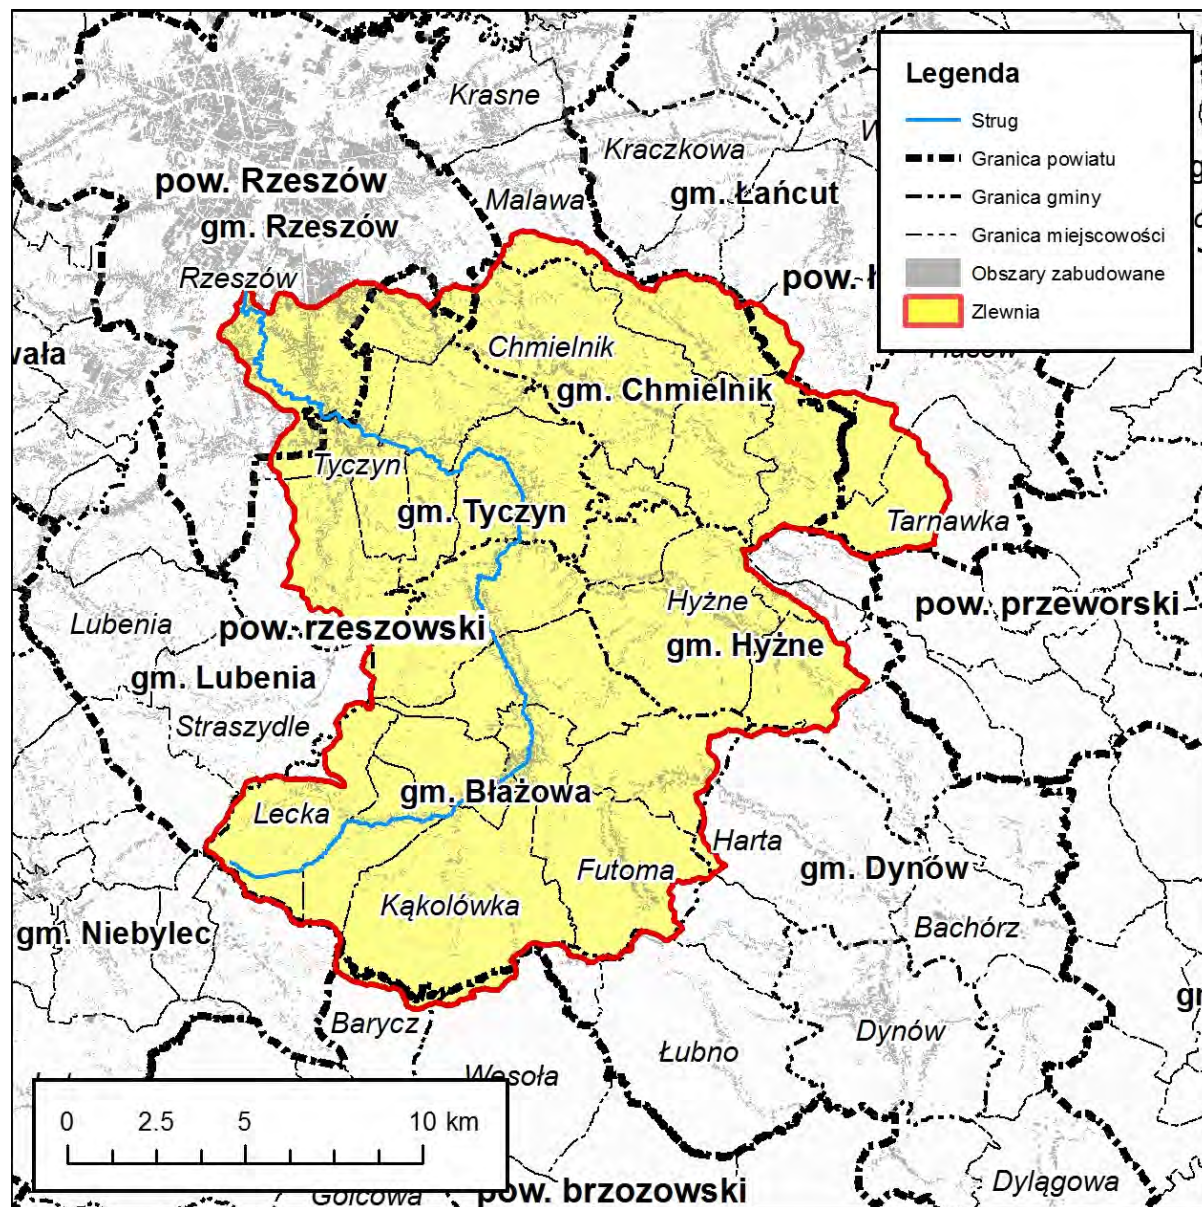 Legenda
Strug
Granica powiatu
Granica gminy
Granica miejscowości
Obszary zabudowane
Zlewnia
Krasne
Kraczkowa
pow. Rzeszów
gm. Łańcut
Malawa
gm. Rzeszów
Rzeszów
pow. ł
Chmielnik
gm. Chmielnik
Tyczyn
gm. Tyczyn
Tarnawka
Hyżne
pow. przeworski
Lubenia
pow. rzeszowski
gm. Hyżne
gm. Lubenia
Straszydle
gm. Błażowa
Lecka
Harta
Futoma
gm. Dynów
Kąkolówka
Bachórz
gm. Niebylec
Barycz
Łubno
Dynów
Wesoła
0 2.5 5 10 km
Dylągowa
pow. brzozowski
Golcowa